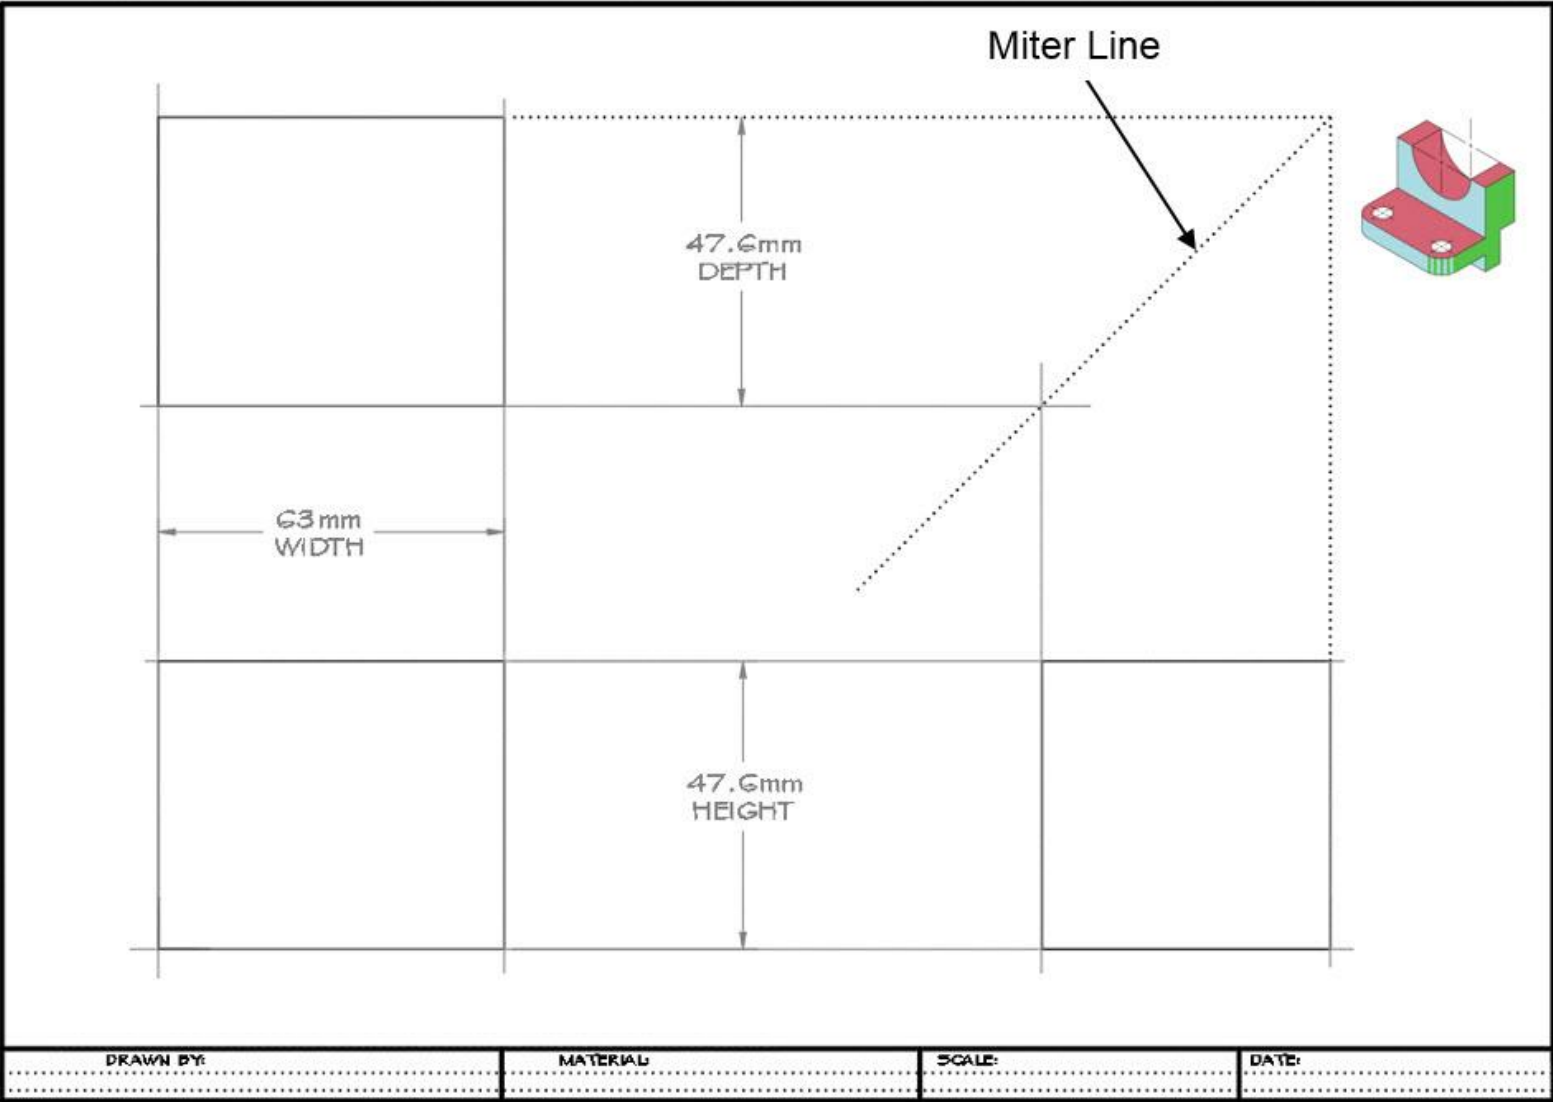 Miter Line
47.6mm
DEPTH
63mm
WIDTH
47.6mm
HEIGHT
DRAWN BY:
MATERIAL:
SCALE:
DATE: